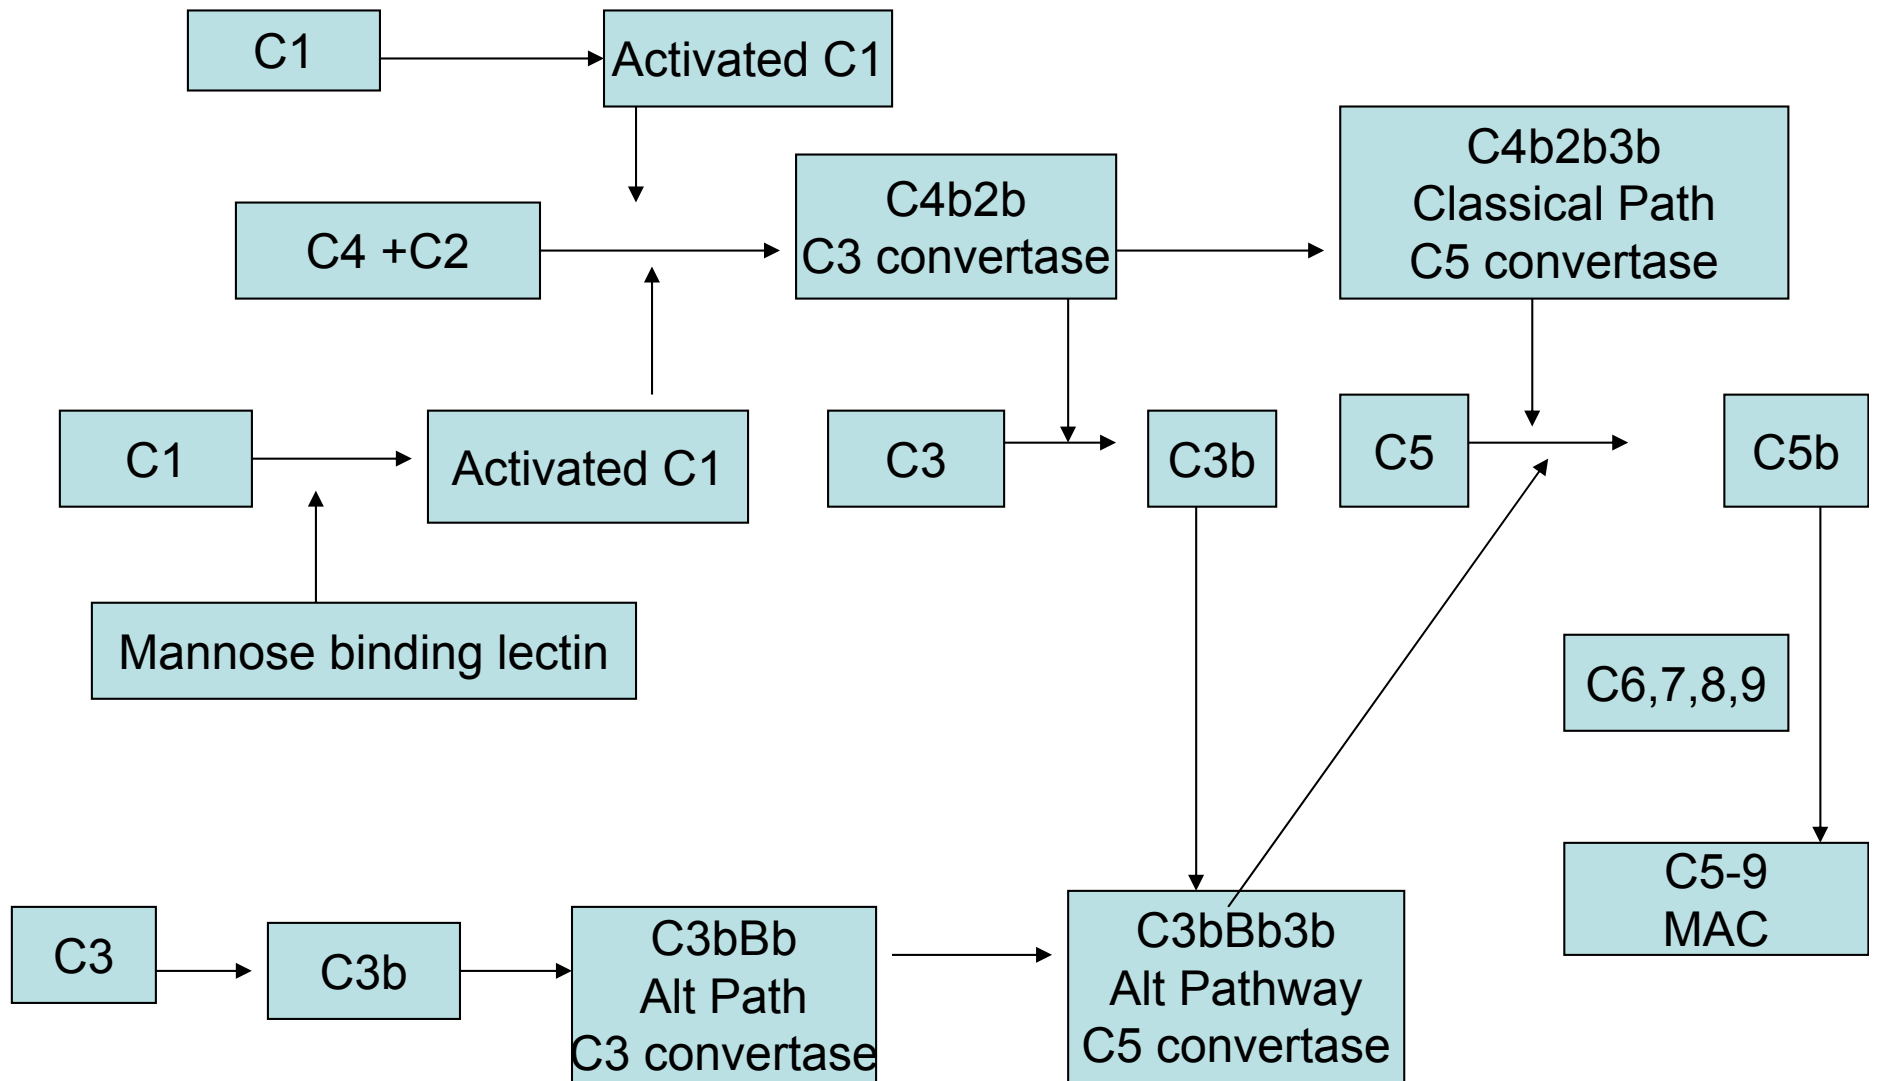 C1
Activated C1
C4b2b3b
Classical Path
C5 convertase
C4b2b
C3 convertase
C4 +C2
C1
Activated C1
C3
C3b
C5
C5b
Mannose binding lectin
C6,7,8,9
C5-9
MAC
C3
C3b
C3bBb
Alt Path
C3 convertase
C3bBb3b
Alt Pathway
C5 convertase